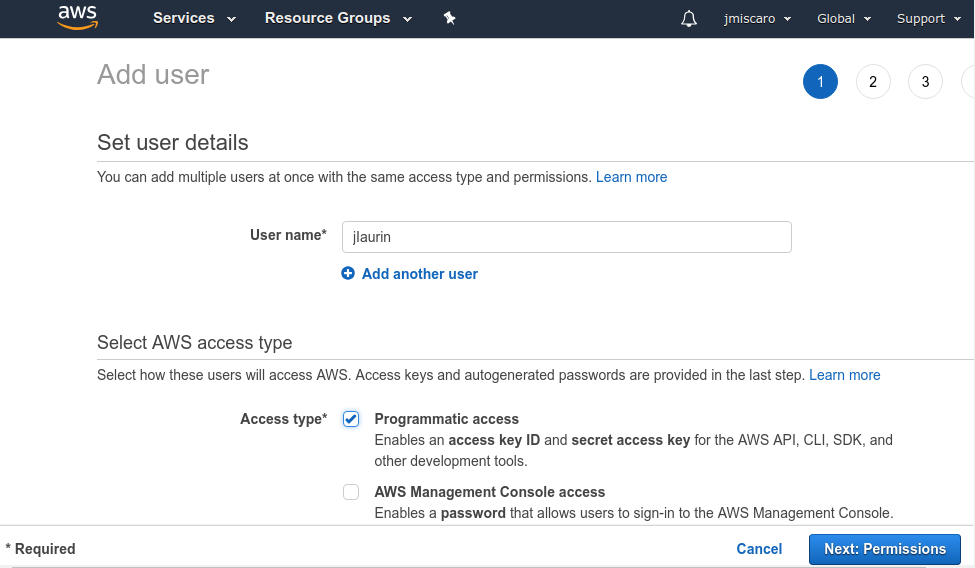 aws Services Resource Groups jmiscaro Global Support
Add user
1 2 3
Set user details
You can add multiple users at once with the same access type and permissions. Learn more
User name* jlaurin
Add another user
Select AWS access type
Select how these users will access AWS. Access keys and autogenerated passwords are provided in the last step. Learn more
Access type* Programmatic access
Enables an access key ID and secret access key for the AWS API, CLI, SDK, and
other development tools.
AWS Management Console access
Enables a password that allows users to sign-in to the AWS Management Console.
* Required Cancel Next: Permissions